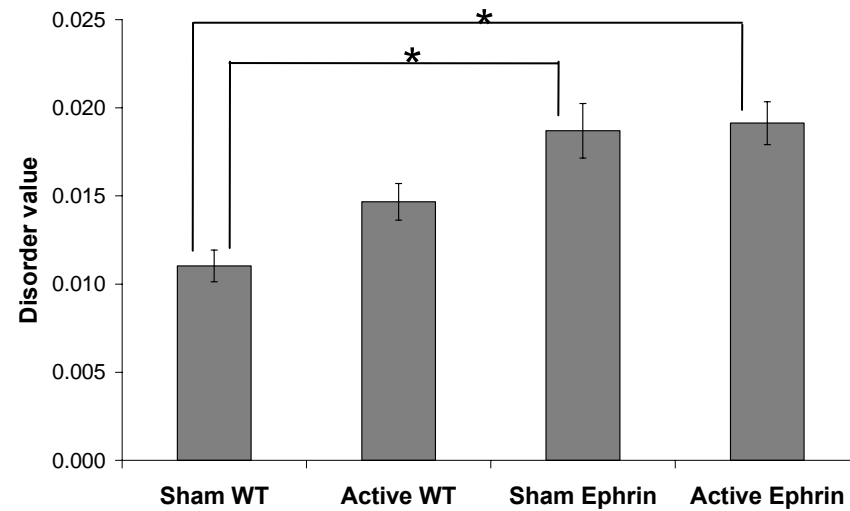 0.025
0.020
0.015
0.010
0.005
0.000
Disorder value
*
*
Sham WT
Active WT
Sham Ephrin
Active Ephrin